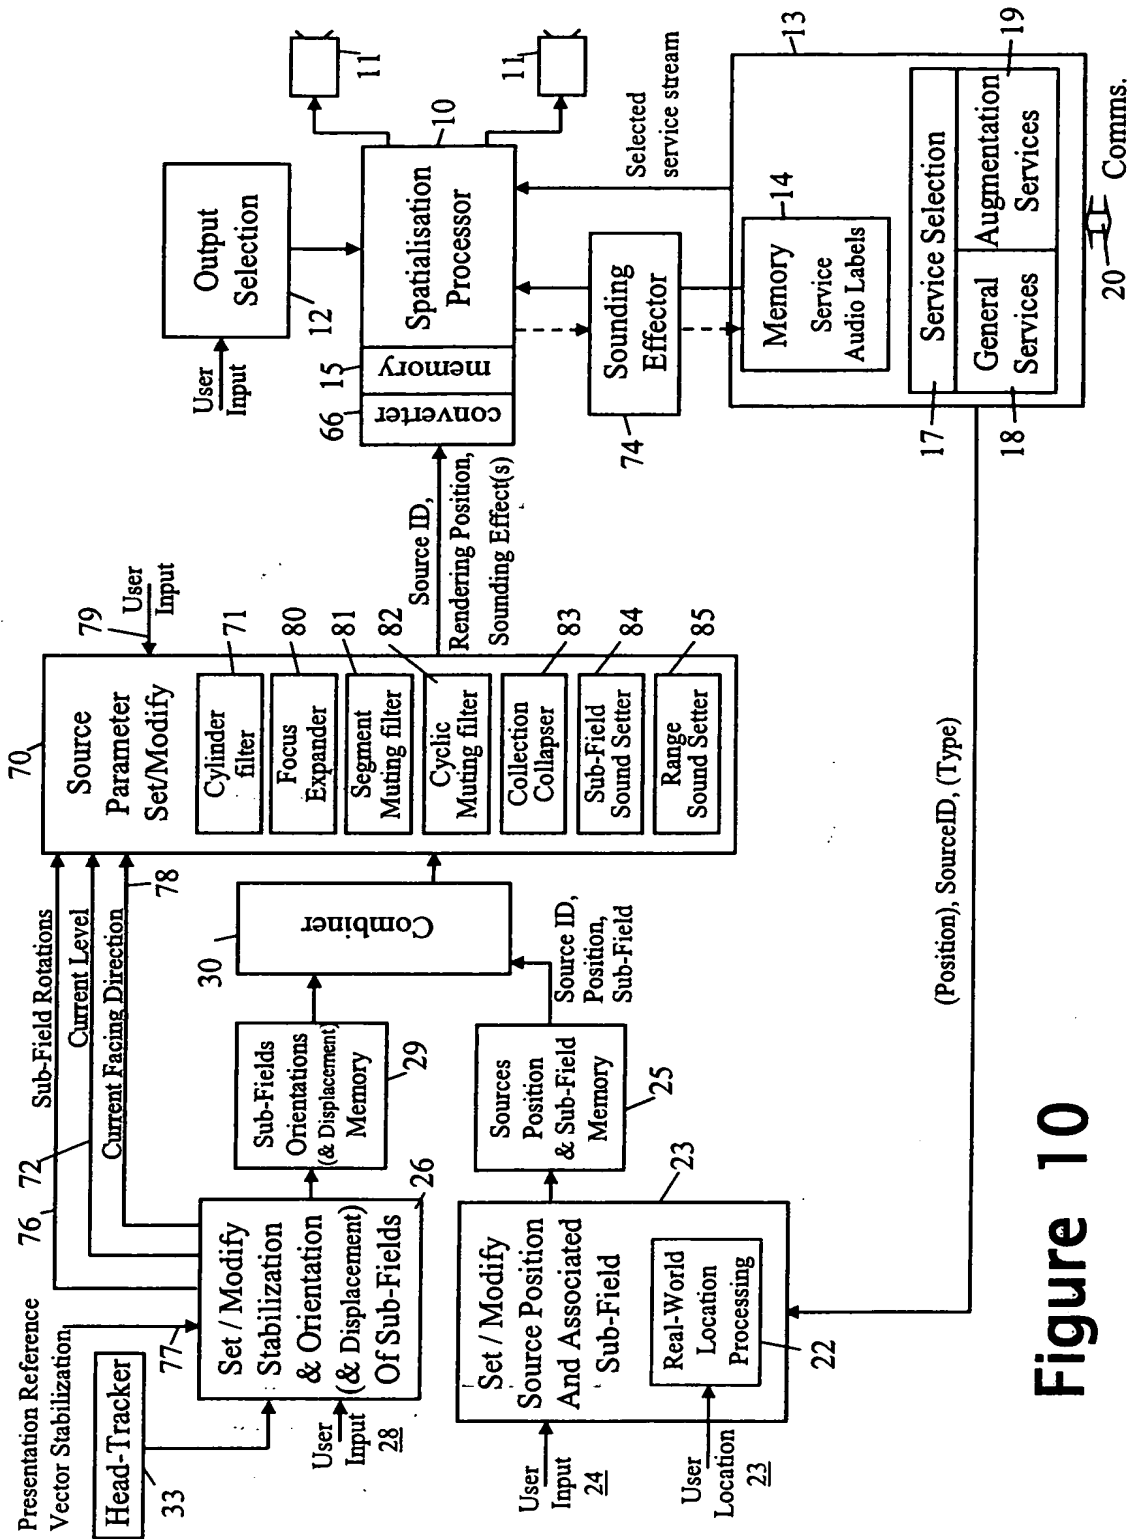 Presentation Reference
Vector Stabilization
77
Head-Tracker
33
76
72
Sub-Field Rotations
Current Level
Current Facing Direction
78
Set / Modify
Stabilization
& Orientation
(& Displacement)
Of Sub-Fields
26
User
Input
28
Sub-Fields
Orientations
(& Displacement)
Memory
29
Set / Modify
Source Position
And Associated
Sub-Field
23
Real-World
Location
Processing
22
User
Input
24
User
Location
23
Sources
Position
& Sub-Field
Memory
25
Source ID,
Position,
Sub-Field
30
Combiner
70
Source
Parameter
Set/Modify
79
User
Input
Cylinder
filter
71
Focus
Expander
80
Segment
Muting filter
81
Cyclic
Muting filter
82
Collection
Collapser
83
Sub-Field
Sound Setter
84
Range
Sound Setter
85
Source ID,
Rendering Position,
Sounding Effect(s)
User
Input
12
Output
Selection
66
converter
15
memory
Spatialisation
Processor
10
11
11
74
Sounding
Effector
Selected
service stream
13
Memory
14
Service
Audio Labels
17
Service Selection
18
General
Services
Augmentation
Services
19
20
Comms.
(Position), SourceID, (Type)
Figure 10